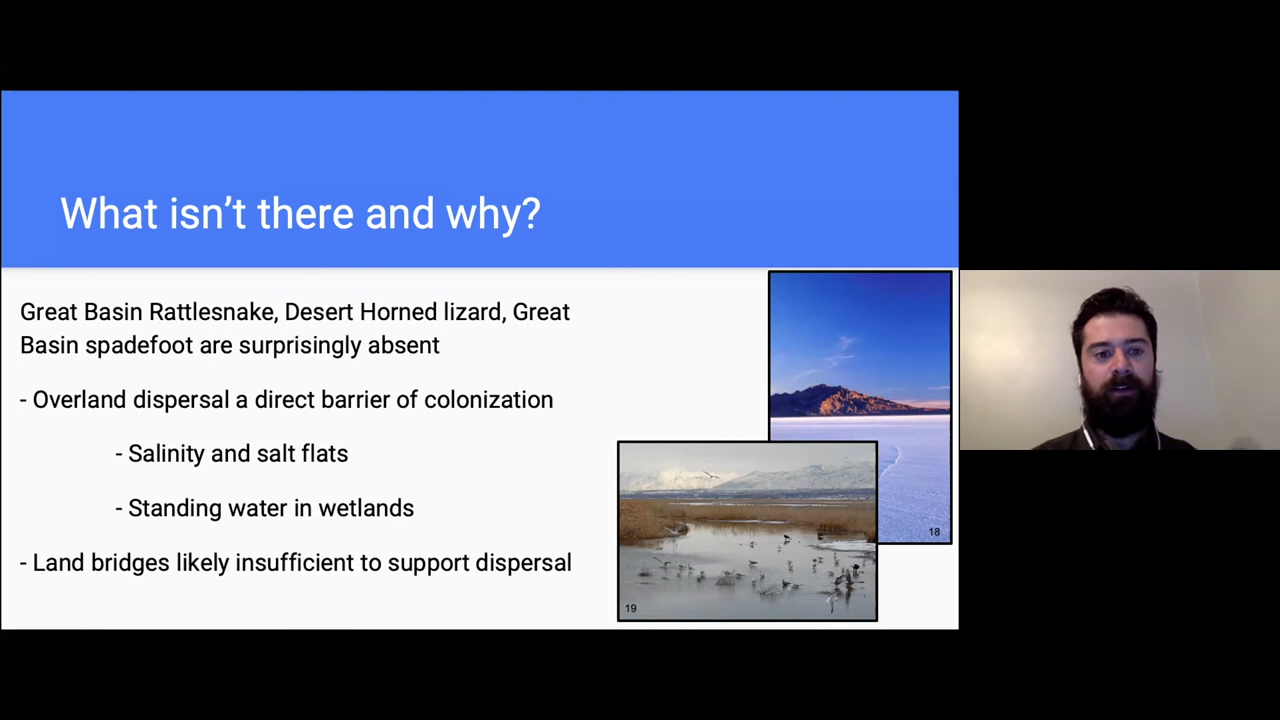 What isn't there and why?
Great Basin Rattlesnake, Desert Horned lizard, Great
Basin spadefoot are surprisingly absent
- Overland dispersal a direct barrier of colonization
- Salinity and salt flats
- Standing water in wetlands
- Land bridges likely insufficient to support dispersal
18
19